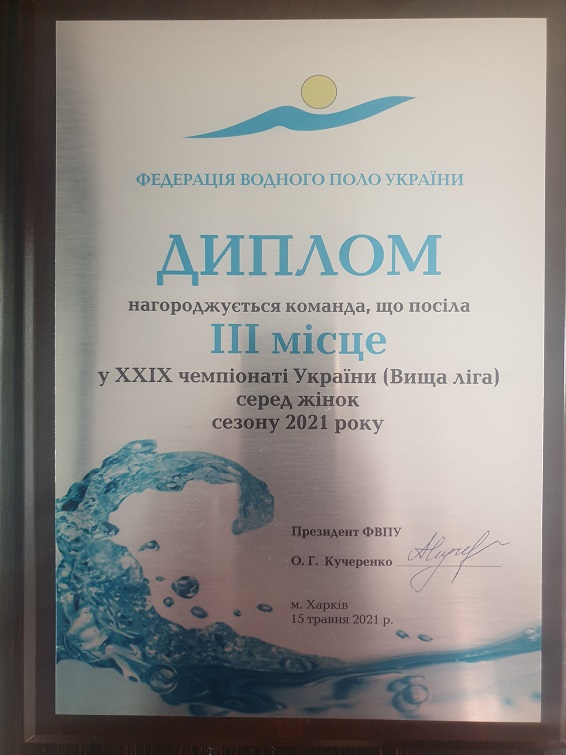 ФЕДЕРАЦІЯ ВОДНОГО ПОЛО УКРАЇНИ
ДИПЛОМ
нагороджується команда, що посіла
III місце
у XXIX чемпіонаті України (Вища ліга)
серед жінок
сезону 2021 року
Президент ФВПУ
О. Г. Кучеренко
м. Харків
15 травня 2021 р.